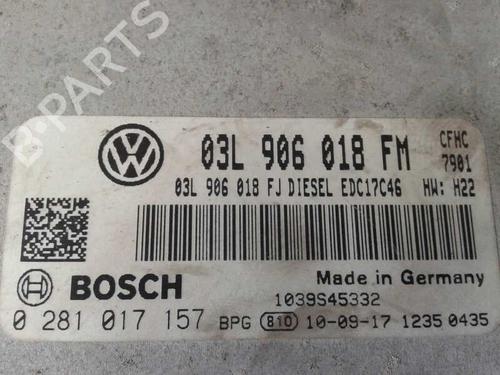 03L 906 018 FM CFHC
7901
03L 906 018 FJ DIESEL EDC17C46 HW: H22
BOSCH
Made in Germany
1039S45332
0 281 017 157 BPG 810 10-09-17 1235 0435